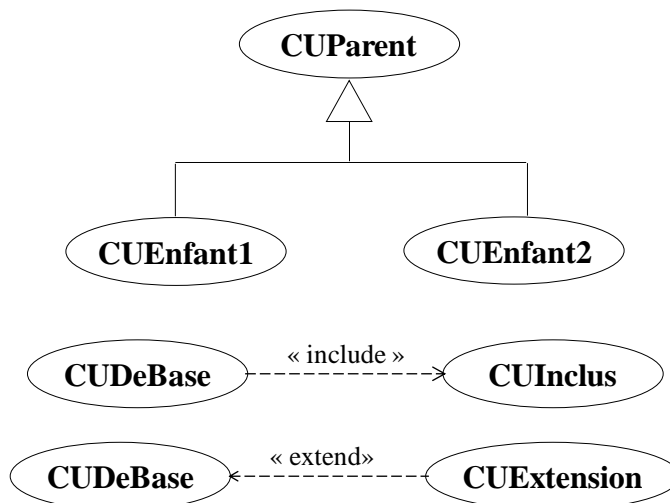 CUParent
CUEnfant1 CUEnfant2
« include »
CUDeBase CUInclus
« extend»
CUDeBase CUExtension